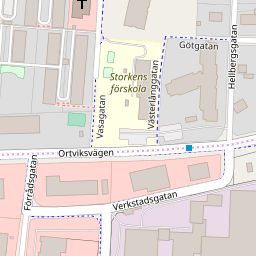 Götgatan
Hellbergsgatan
Storkens
förskola
Vasagatan
Västerlånggatan
Ortviksvägen
Förrådsgatan
Verkstadsgatan